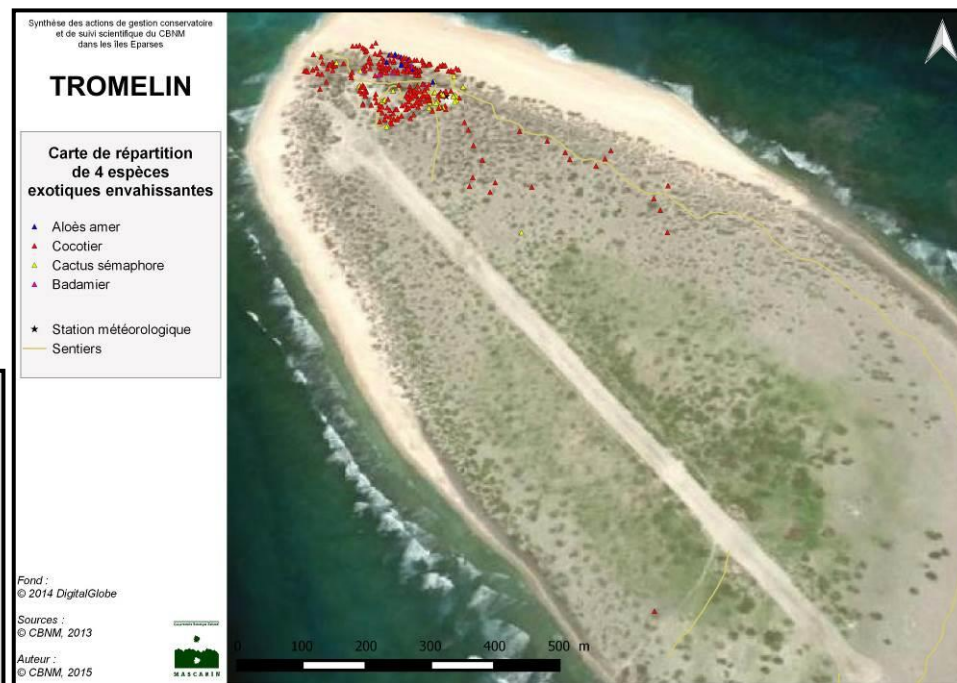 Synthèse des actions de gestion conservatoire
et de suivi scientifique du CBNM
dans les îles Eparses
TROMELIN
Carte de répartition
de 4 espèces
exotiques envahissantes
Aloès amer
Cocotier
Cactus sémaphore
Badamier
Station météorologique
Sentiers
Fond :
© 2014 DigitalGlobe
Sources :
© CBNM, 2013
Auteur :
© CBNM, 2015
MASCARIN
0 100 200 300 400 500 m